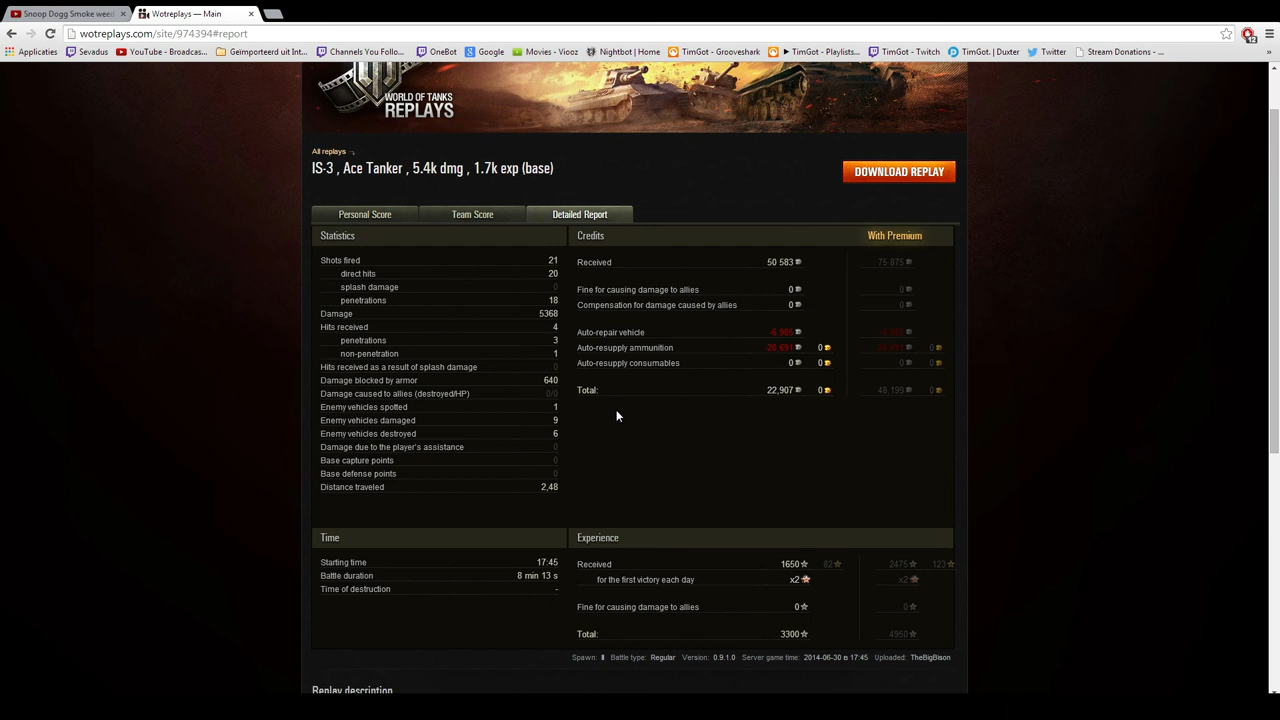 Snoop Dogg Smoke weed
Wotreplays — Main
wotreplays.com/site/974394#report
12
Applicaties Sevadus YouTube - Broadcas... Geïmporteerd uit Int... Channels You Follo... OneBot Google Movies - Viooz Nightbot | Home TimGot - Grooveshark ► TimGot - Playlists... TimGot - Twitch TimGot. | Duxter Twitter Stream Donations - ... »
WORLD OF TANKS
REPLAYS
All replays
IS-3 , Ace Tanker , 5.4k dmg , 1.7k exp (base)
DOWNLOAD REPLAY
Personal Score Team Score Detailed Report
Statistics
Shots fired 21
direct hits 20
splash damage 0
penetrations 18
Damage 5368
Hits received 4
penetrations 3
non-penetration 1
Hits received as a result of splash damage 0
Damage blocked by armor 640
Damage caused to allies (destroyed/HP) 0/0
Enemy vehicles spotted 1
Enemy vehicles damaged 9
Enemy vehicles destroyed 6
Damage due to the player's assistance 0
Base capture points 0
Base defense points 0
Distance traveled 2,48
Credits With Premium
Received 50 583 75 875
Fine for causing damage to allies 0 0
Compensation for damage caused by allies 0 0
Auto-repair vehicle -6 985
Auto-resupply ammunition -20 691 0 0
Auto-resupply consumables 0 0 0 0
Total: 22,907 0 48,199 0
Time
Starting time 17:45
Battle duration 8 min 13 s
Time of destruction -
Experience
Received 1650 82 2475 123
for the first victory each day x2 x2
Fine for causing damage to allies 0 0
Total: 3300 4950
Spawn: II Battle type: Regular Version: 0.9.1.0 Server game time: 2014-06-30 в 17:45 Uploaded: TheBigBison
Replay description